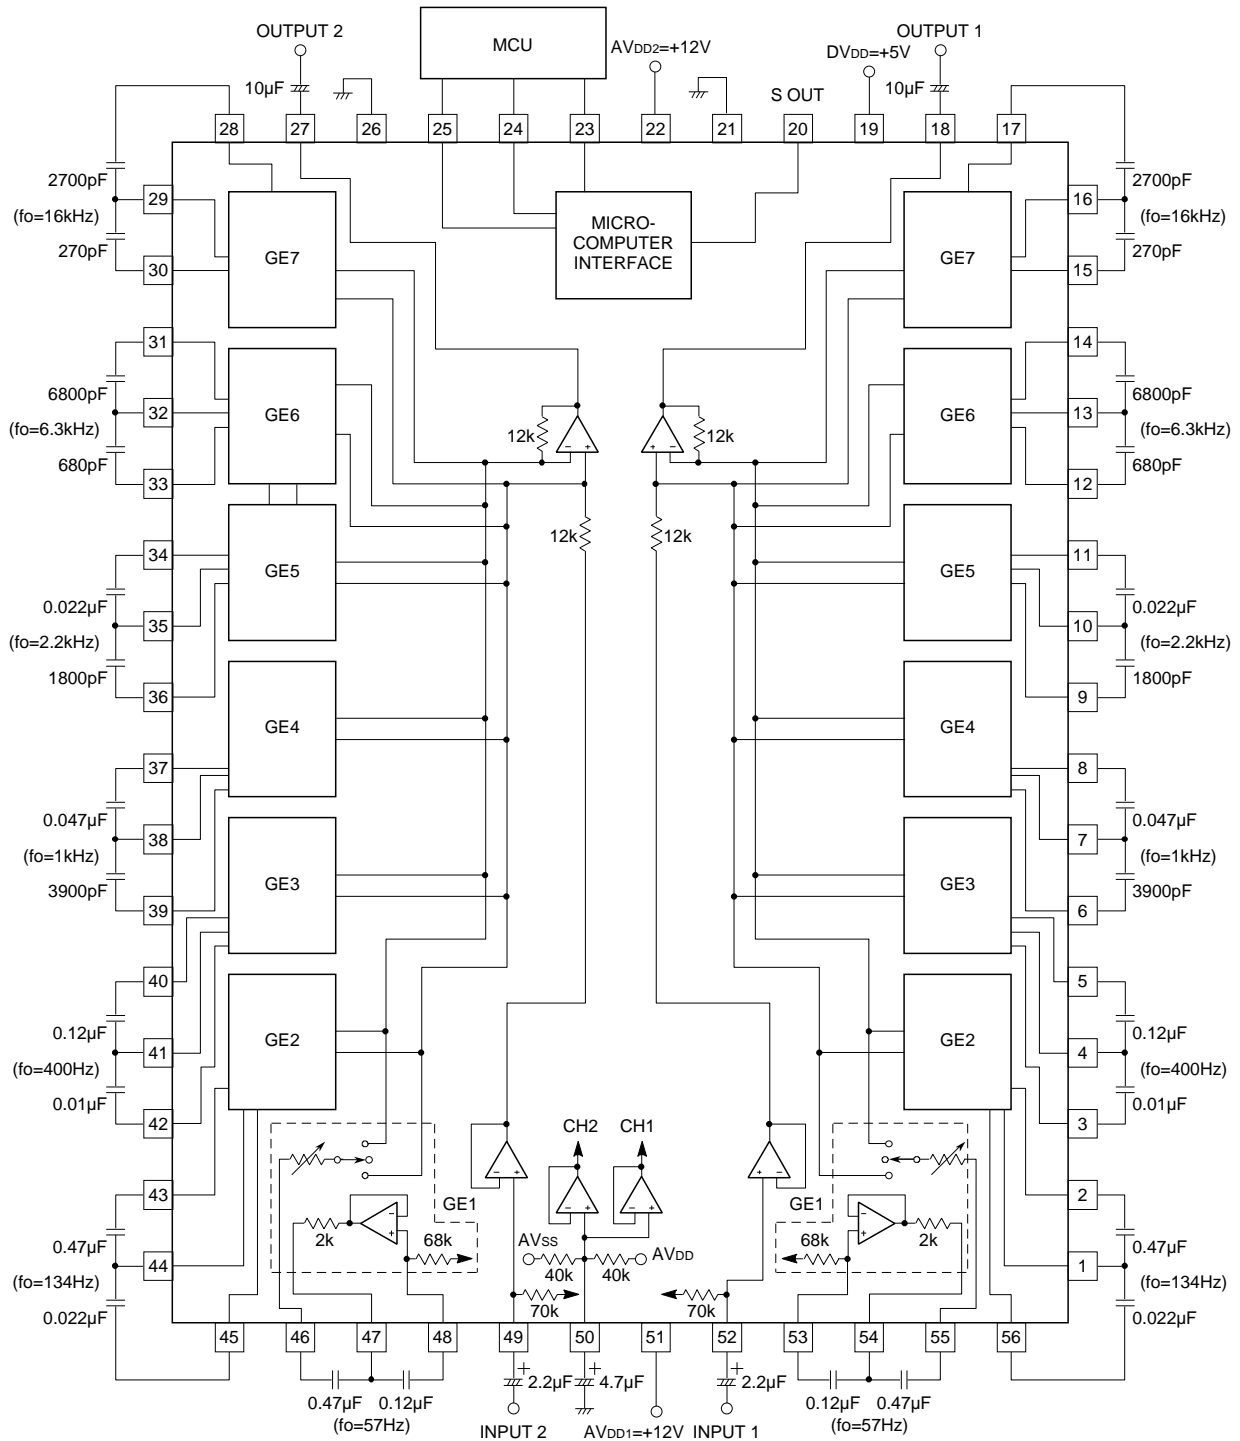 OUTPUT 2
MCU
AVDD2=+12V
DVDD=+5V
OUTPUT 1
10µF
S OUT
10µF
28
27
26
25
24
23
22
21
20
19
18
17
2700pF
29
(fo=16kHz)
270pF
30
GE7
MICRO-
COMPUTER
INTERFACE
GE7
16
2700pF
(fo=16kHz)
15
270pF
31
6800pF
32
(fo=6.3kHz)
680pF
33
GE6
12k
12k
GE6
14
6800pF
13
(fo=6.3kHz)
680pF
12
12k
12k
34
0.022µF
35
(fo=2.2kHz)
1800pF
36
GE5
GE5
11
0.022µF
10
(fo=2.2kHz)
1800pF
9
GE4
GE4
37
0.047µF
38
(fo=1kHz)
3900pF
39
GE3
GE3
8
0.047µF
7
(fo=1kHz)
3900pF
6
40
0.12µF
41
(fo=400Hz)
0.01µF
42
GE2
GE2
5
0.12µF
4
(fo=400Hz)
0.01µF
3
CH2
CH1
43
0.47µF
44
(fo=134Hz)
0.022µF
GE1
2k
68k
AVSS
40k
40k
AVDD
70k
70k
GE1
68k
2k
2
0.47µF
1
(fo=134Hz)
0.022µF
45
46
47
48
49
50
51
52
53
54
55
56
0.47µF
0.12µF
(fo=57Hz)
+
2.2µF
+
4.7µF
+
2.2µF
0.12µF
0.47µF
(fo=57Hz)
INPUT 2
AVDD1=+12V
INPUT 1